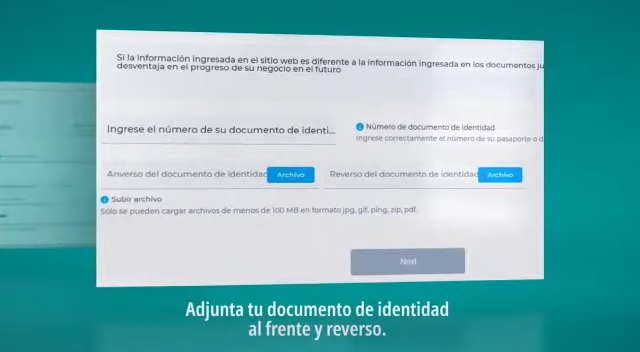 Si la información ingresada en el sitio web es diferente a la información ingresada en los documentos ju
desventaja en el progreso de su negocio en el futuro
Ingrese el número de su documento de identi...
Número de documento de identidad
Ingrese correctamente el número de su pasaporte o d
Anverso del documento de identidad
Archivo
Reverso del documento de identidad
Archivo
Subir archivo
Sólo se pueden cargar archivos de menos de 100 MB en formato jpg, gif, ping, zip, pdf.
Next
Adjunta tu documento de identidad
al frente y reverso.